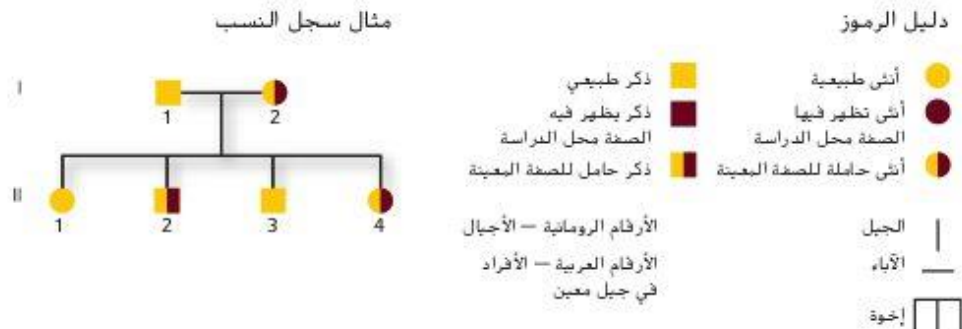 دليل الرموز
أنثى طبيعية
أنثى تظهر فيها
الصفة محل الدراسة
أنثى حاملة للصفة المعينة
ذكر طبيعي
ذكر يظهر فيه
الصفة محل الدراسة
ذكر حامل للصفة المعينة
الجيل
الآباء
إخوة
الأرقام الرومانية – الأجيال
الأرقام العربية – الأفراد
في جيل معين
مثال سجل النسب
I
1 2
II
1 2 3 4